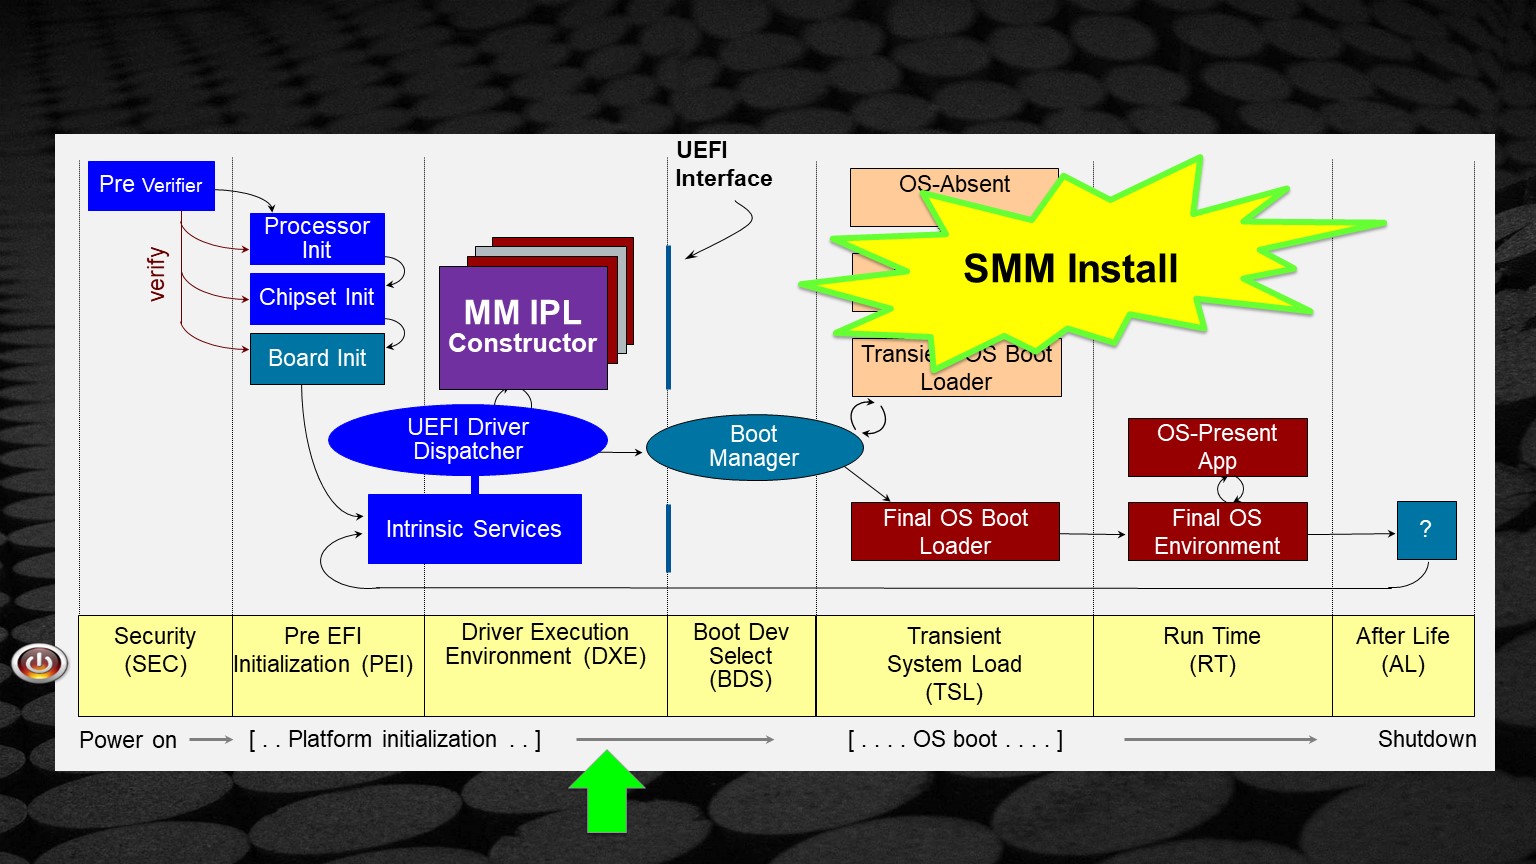 UEFI
Interface
Pre Verifier
verify
Processor
Init
Chipset Init
Board Init
MM IPL
Constructor
UEFI Driver
Dispatcher
Intrinsic Services
Boot
Manager
OS-Absent
SMM Install
OS Boot
Loader
Final OS Boot
Loader
OS-Present
App
Final OS
Environment
?
Security
(SEC)
Pre EFI
Initialization (PEI)
Driver Execution
Environment (DXE)
Boot Dev
Select
(BDS)
Transient
System Load
(TSL)
Run Time
(RT)
After Life
(AL)
Power on
[ . . Platform initialization . . ]
[ . . . . OS boot . . . . ]
Shutdown